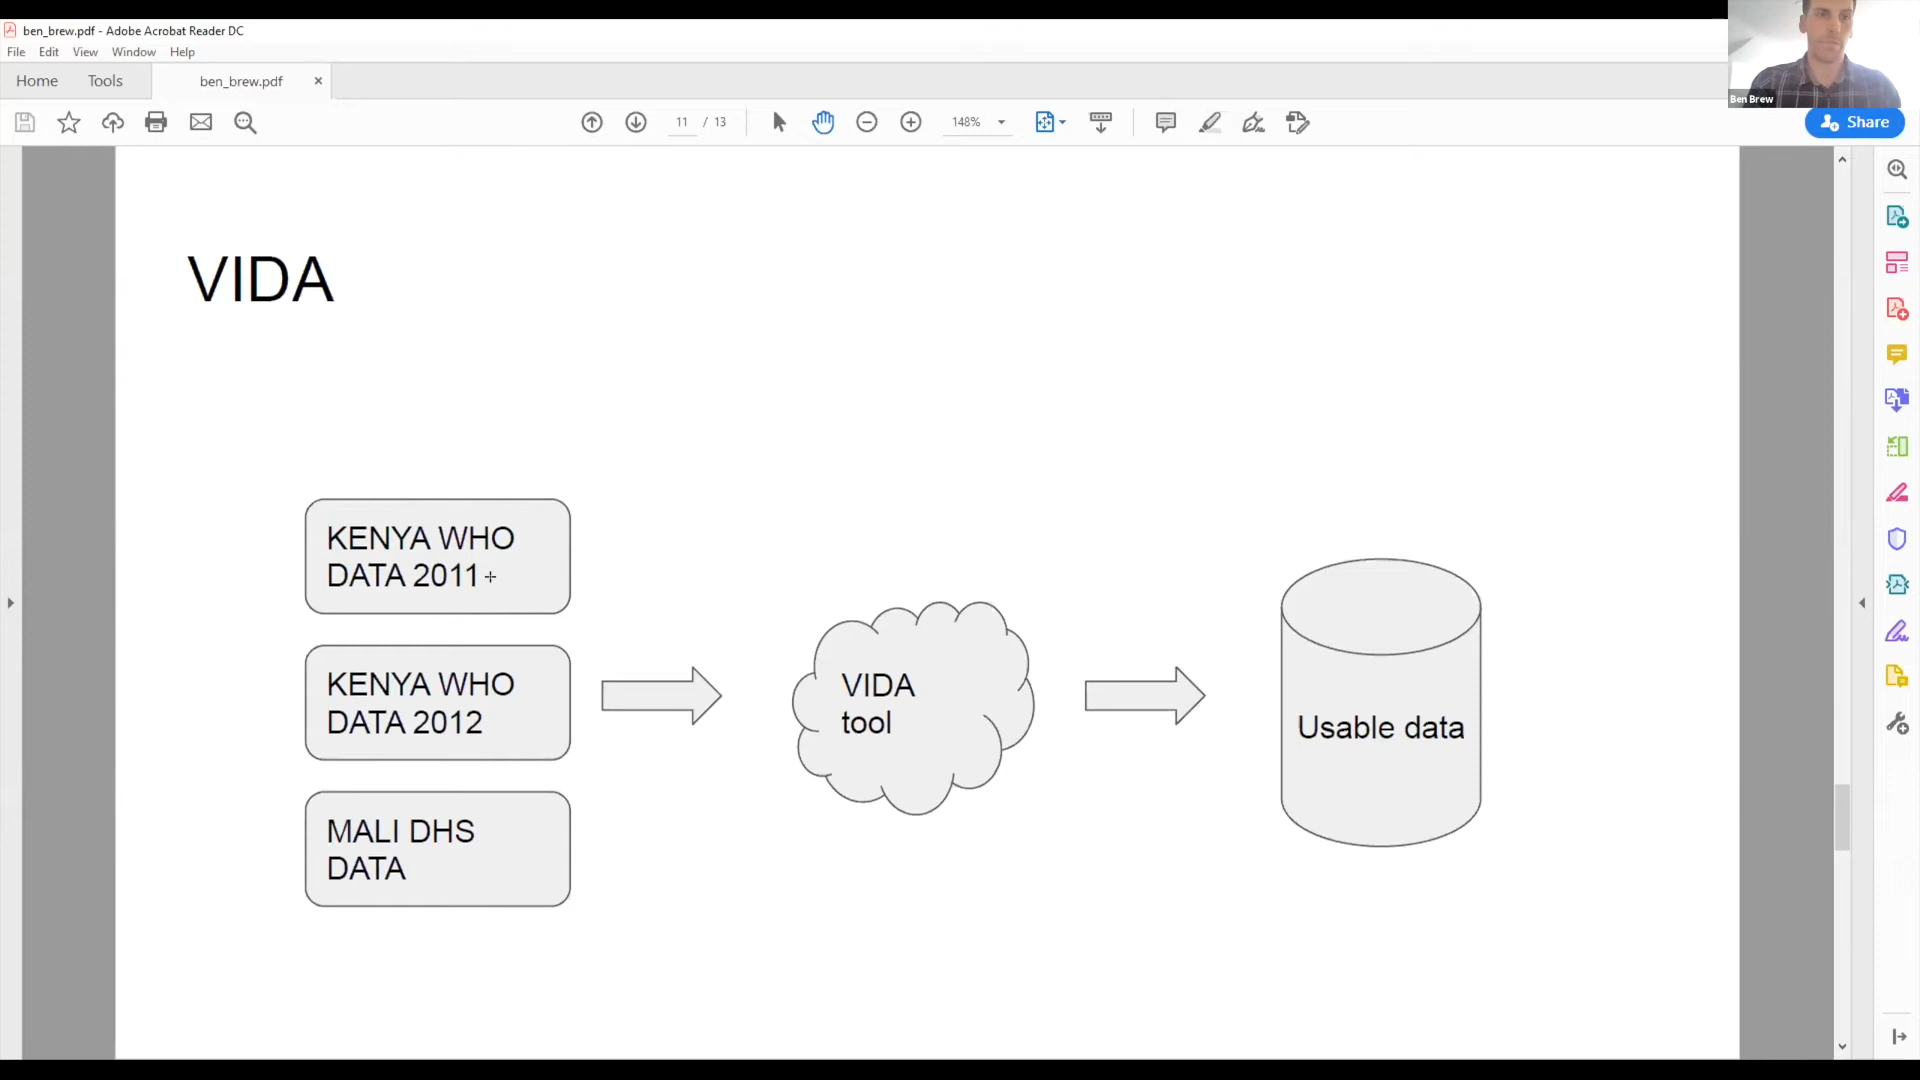 ben_brew.pdf - Adobe Acrobat Reader DC
File Edit View Window Help
Home Tools ben_brew.pdf
11 / 13 148%
Ben Brew
Share
VIDA
KENYA WHO
DATA 2011
KENYA WHO
DATA 2012
MALI DHS
DATA
VIDA
tool
Usable data